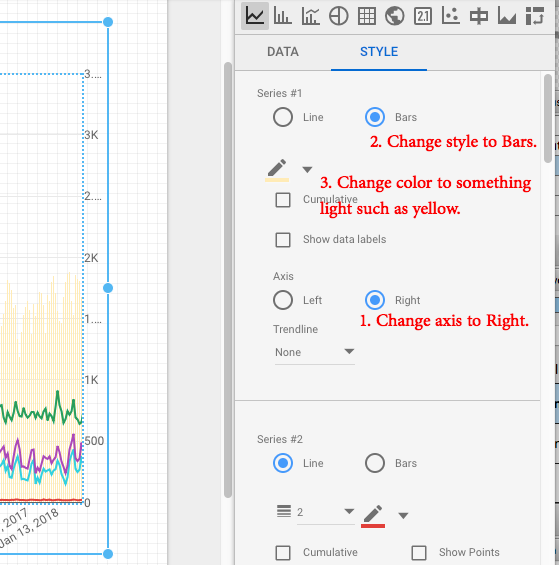 2.1
DATA
STYLE
Series #1
Line
Bars
2. Change style to Bars.
3. Change color to something
Cumulative
light such as yellow.
Show data labels
Axis
Left
Right
1. Change axis to Right.
Trendline
None
Series #2
Line
Bars
2
Cumulative
Show Points
3...
3K
2...
2K
1...
1K
500
0
, 2017
Jan 13, 2018